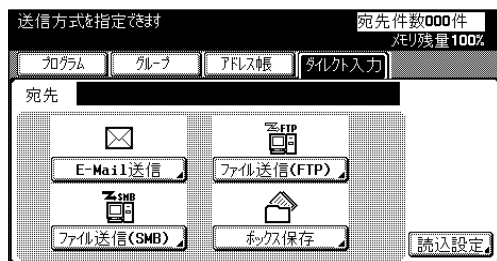 送信方式を指定できます
宛先件数000件
ﾒﾓﾘ残量100%
ﾌﾟﾛｸﾞﾗﾑ
ｸﾞﾙｰﾌﾟ
ｱﾄﾞﾚｽ帳
ﾀﾞｲﾚｸﾄ入力
宛先
FTP
E-Mail送信
ﾌｧｲﾙ送信(FTP)
SMB
ﾌｧｲﾙ送信(SMB)
ﾎﾞｯｸｽ保存
読込設定